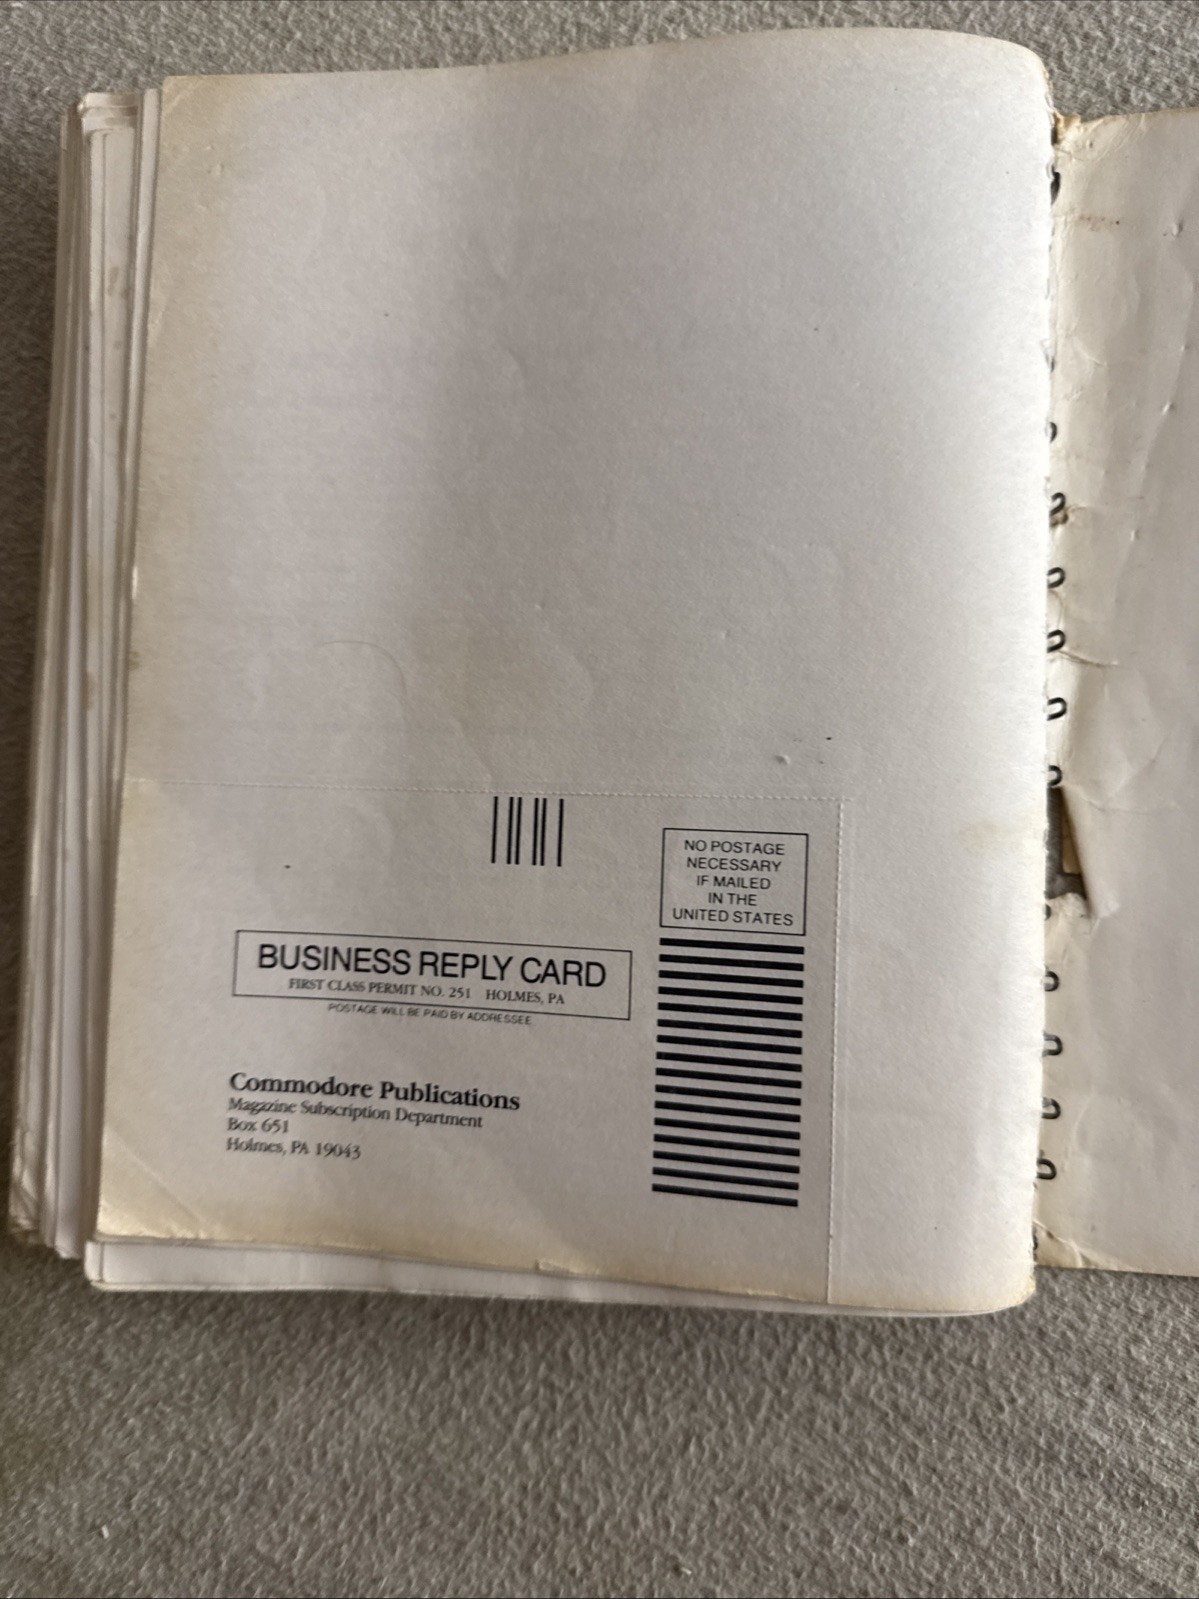 NO POSTAGE
NECESSARY
IF MAILED
IN THE
UNITED STATES
BUSINESS REPLY CARD
FIRST CLASS PERMIT NO. 251 HOLMES, PA
POSTAGE WILL BE PAID BY ADDRESSEE
Commodore Publications
Magazine Subscription Department
Box 651
Holmes, PA 19043